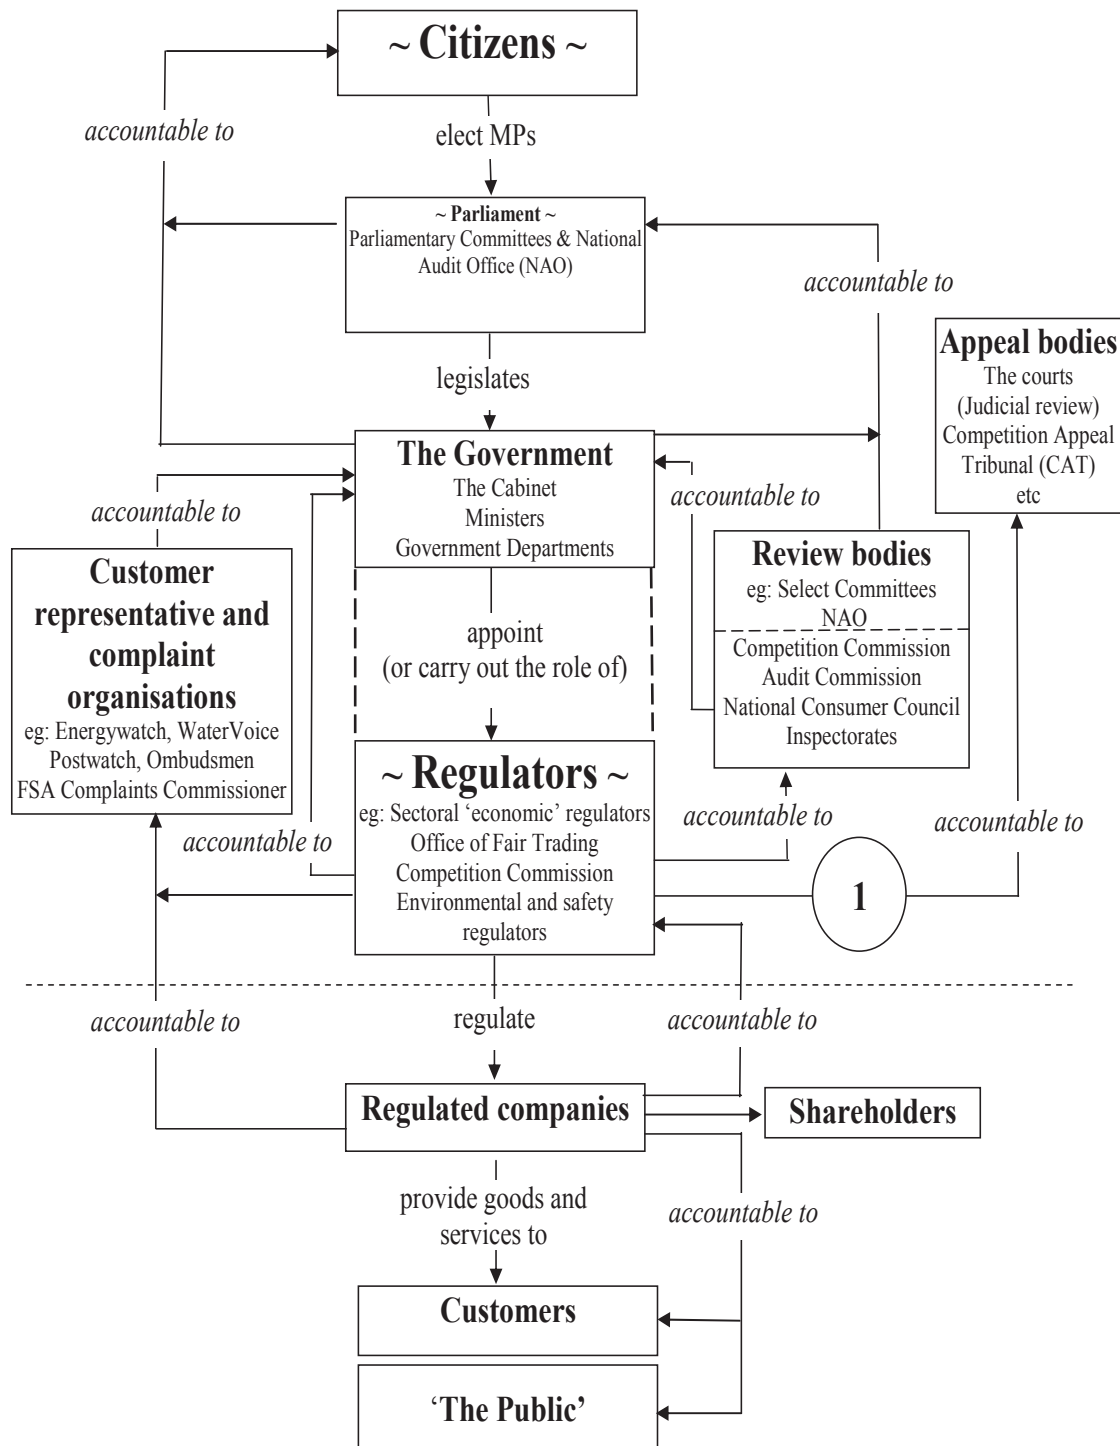 ~ Citizens ~
accountable to
elect MPs
~ Parliament ~
Parliamentary Committees & National
Audit Office (NAO)
accountable to
legislates
Appeal bodies
The courts
(Judicial review)
Competition Appeal
Tribunal (CAT)
etc
The Government
The Cabinet
Ministers
Government Departments
accountable to
accountable to
Customer
representative and
complaint
organisations
eg: Energywatch, WaterVoice
Postwatch, Ombudsmen
FSA Complaints Commissioner
Review bodies
eg: Select Committees
NAO
Competition Commission
Audit Commission
National Consumer Council
Inspectorates
appoint
(or carry out the role of)
~ Regulators ~
eg: Sectoral ‘economic’ regulators
Office of Fair Trading
Competition Commission
Environmental and safety
regulators
accountable to
accountable to
accountable to
1
accountable to
regulate
accountable to
Regulated companies
Shareholders
provide goods and
services to
accountable to
Customers
‘The Public’